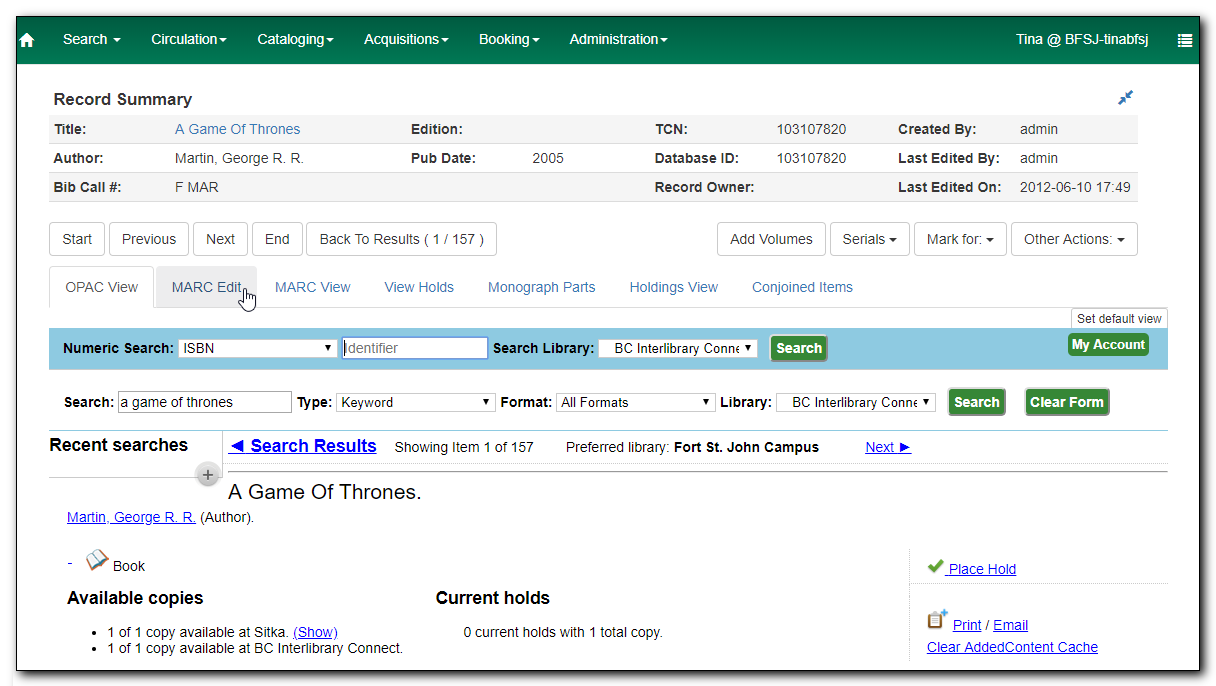 Search Circulation Cataloging Acquisitions Booking Administration Tina @ BFSJ-tinabfsj
Record Summary
Title: A Game Of Thrones Edition: TCN: 103107820 Created By: admin
Author: Martin, George R. R. Pub Date: 2005 Database ID: 103107820 Last Edited By: admin
Bib Call #: F MAR Record Owner: Last Edited On: 2012-06-10 17:49
Start Previous Next End Back To Results ( 1 / 157 ) Add Volumes Serials Mark for: Other Actions:
OPAC View MARC Edit MARC View View Holds Monograph Parts Holdings View Conjoined Items
Set default view
Numeric Search: ISBN Identifier Search Library: BC Interlibrary Conne Search My Account
Search: a game of thrones Type: Keyword Format: All Formats Library: BC Interlibrary Conne Search Clear Form
Recent searches ◄ Search Results Showing Item 1 of 157 Preferred library: Fort St. John Campus Next ►
+
A Game Of Thrones.
Martin, George R. R. (Author).
- Book
Place Hold
Available copies Current holds
• 1 of 1 copy available at Sitka. (Show) 0 current holds with 1 total copy.
• 1 of 1 copy available at BC Interlibrary Connect.
Print / Email
Clear AddedContent Cache